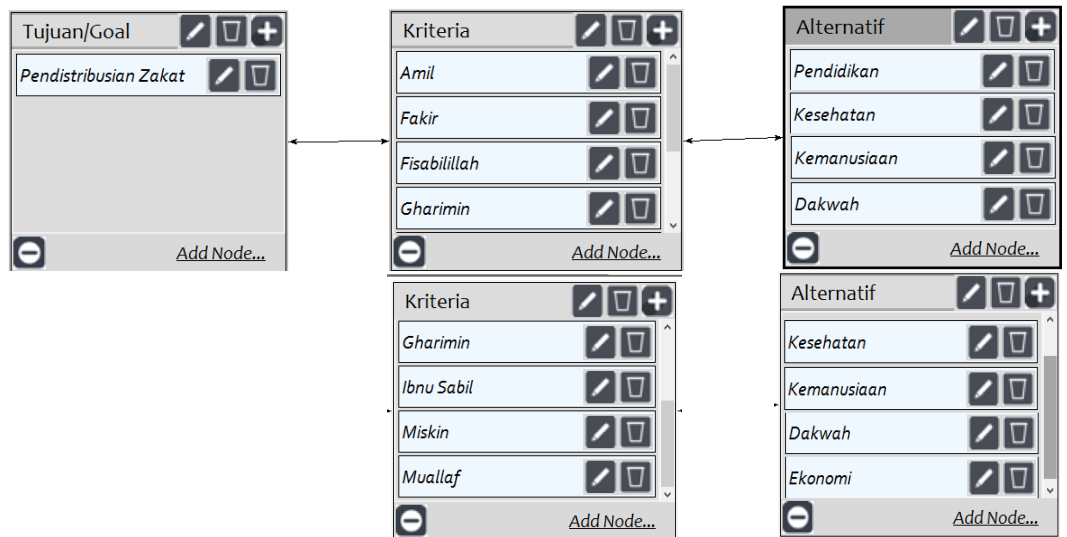 Tujuan/Goal
Pendistribusian Zakat
Add Node...
Kriteria
Amil
Fakir
Fisabilillah
Gharimin
Add Node...
Alternatif
Pendidikan
Kesehatan
Kemanusiaan
Dakwah
Add Node...
Kriteria
Gharimin
Ibnu Sabil
Miskin
Muallaf
Add Node...
Alternatif
Kesehatan
Kemanusiaan
Dakwah
Ekonomi
Add Node...